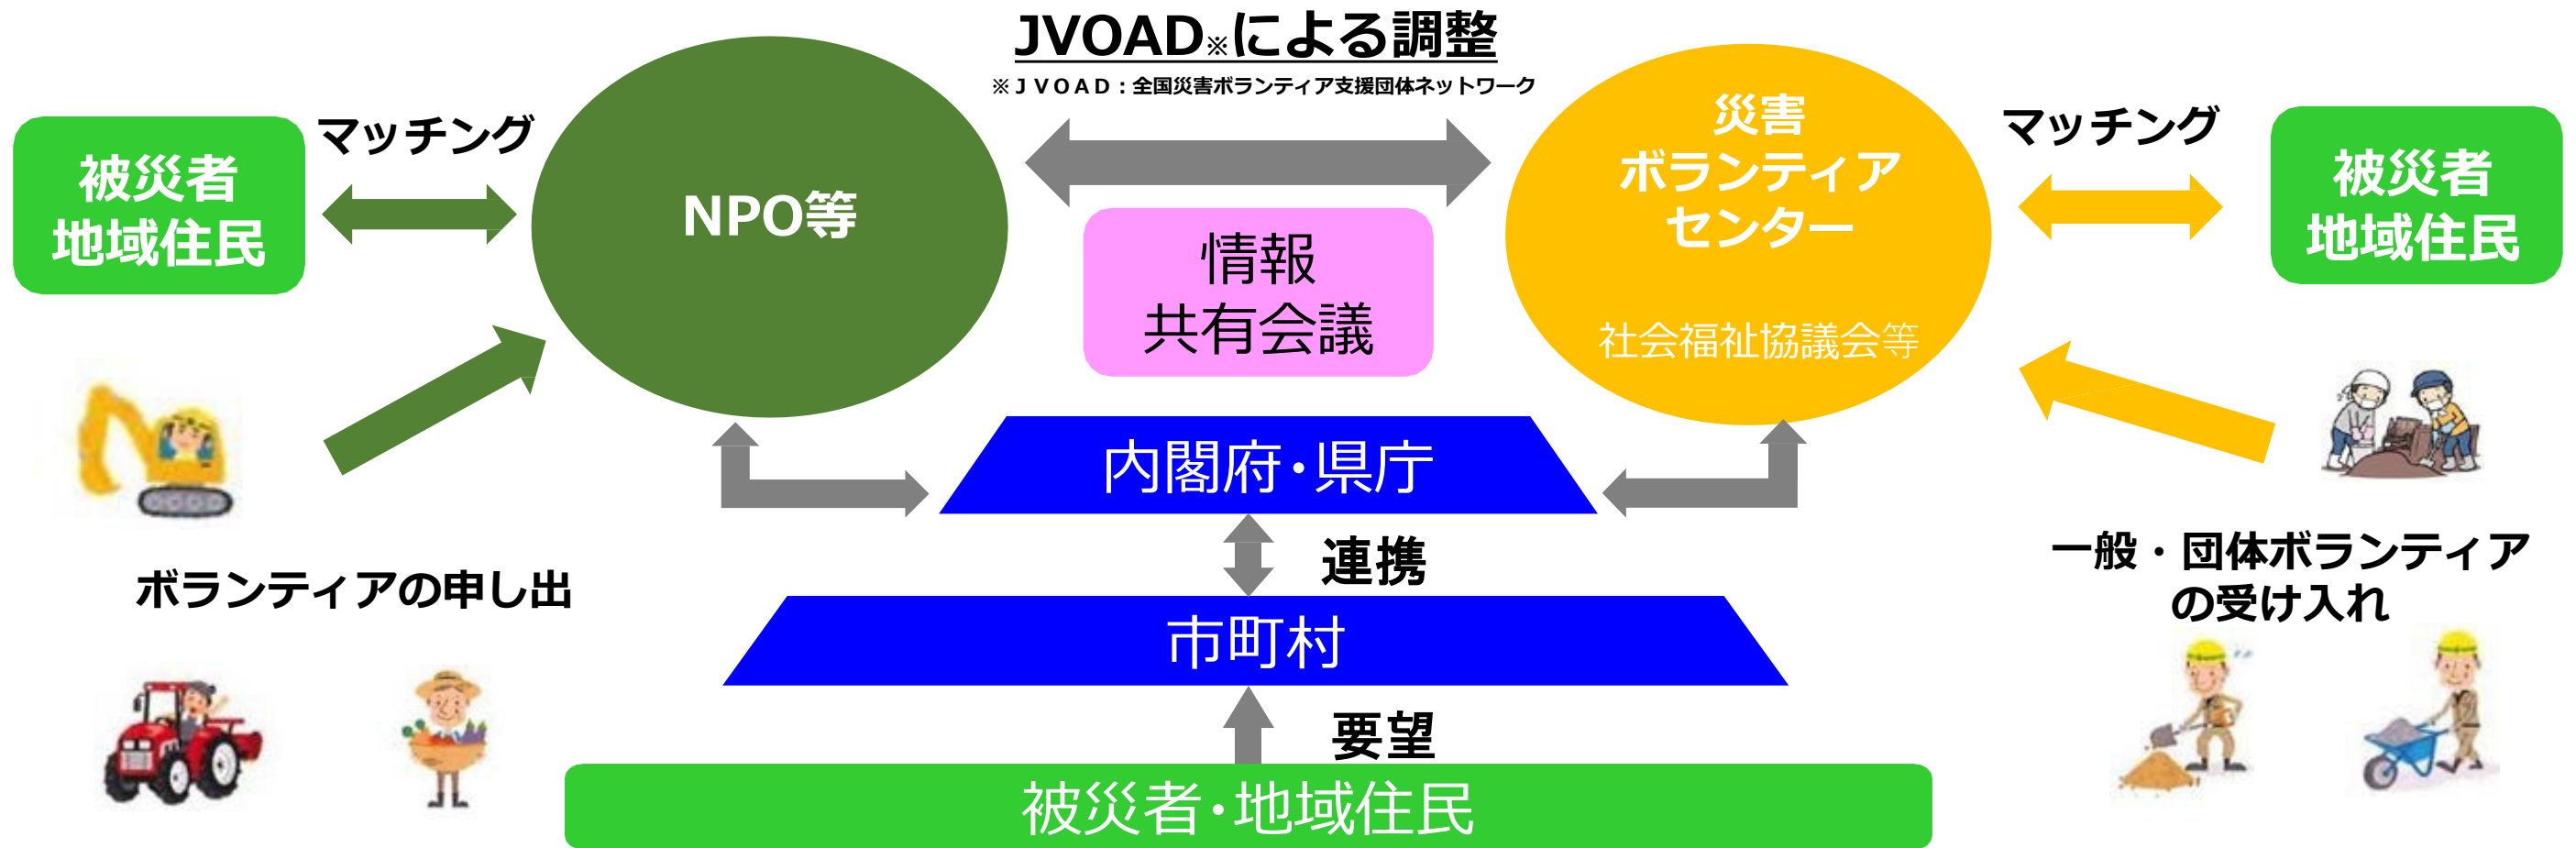 JVOAD※による調整
※ＪＶＯＡＤ：全国災害ボランティア支援団体ネットワーク
被災者
地域住民
マッチング
NPO等
情報
共有会議
災害
ボランティア
センター
社会福祉協議会等
マッチング
被災者
地域住民
内閣府・県庁
連携
市町村
要望
被災者・地域住民
ボランティアの申し出
一般・団体ボランティア
の受け入れ